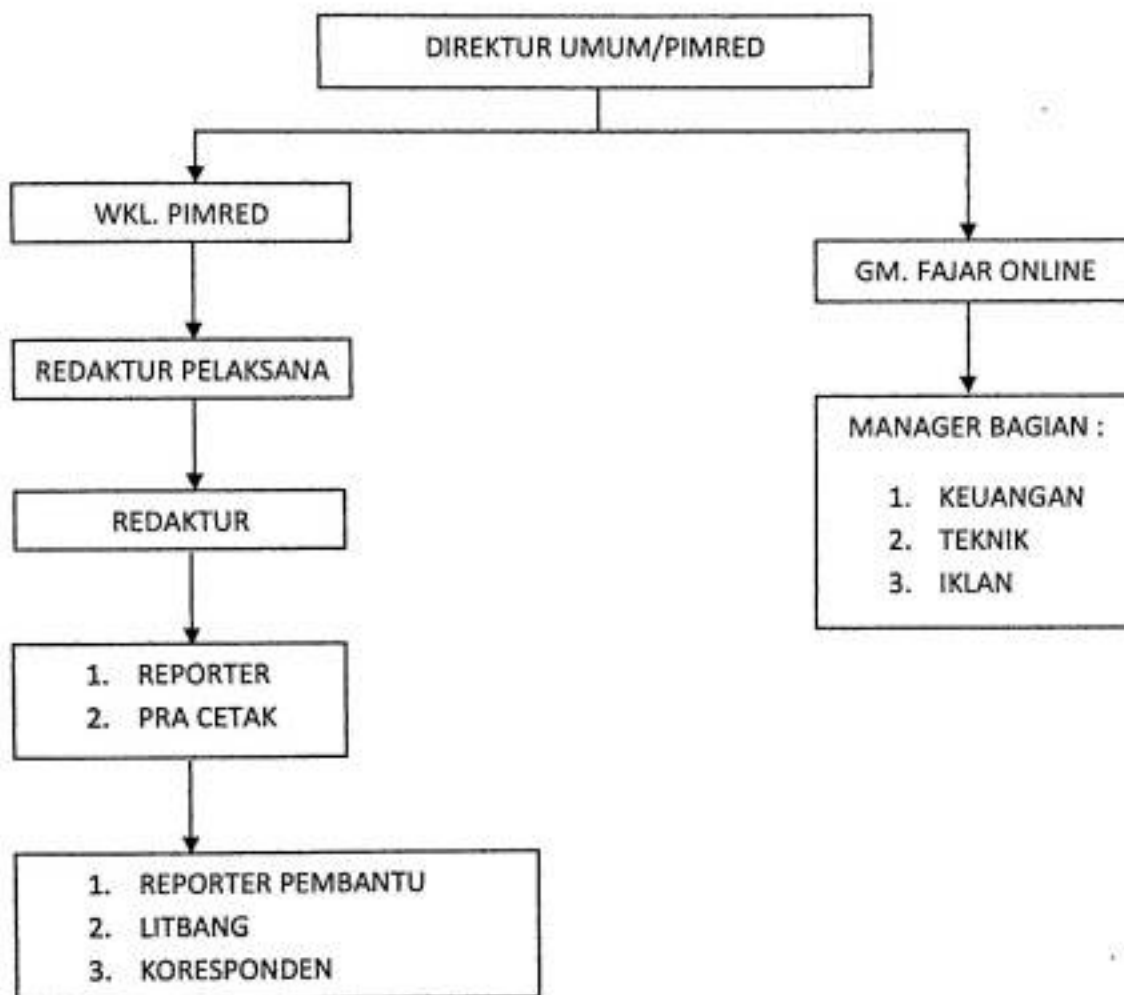 DIREKTUR UMUM/PIMRED
WKL. PIMRED
GM. FAJAR ONLINE
REDAKTUR PELAKSANA
MANAGER BAGIAN :
1. KEUANGAN
2. TEKNIK
3. IKLAN
REDAKTUR
1. REPORTER
2. PRA CETAK
1. REPORTER PEMBANTU
2. LITBANG
3. KORESPONDEN